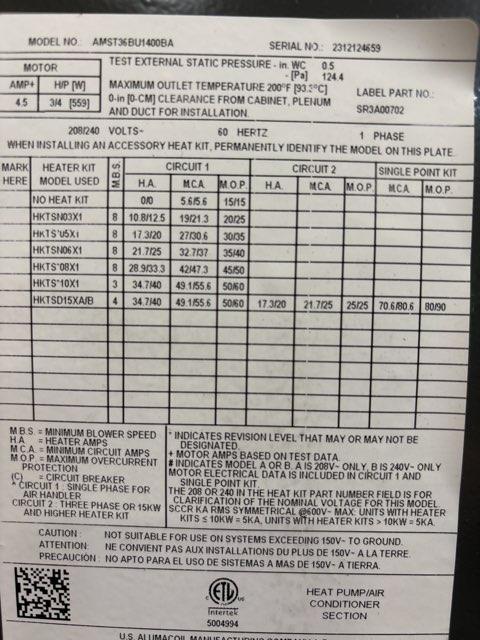 MODEL NO.: AMST36BU1400BA
SERIAL NO.: 2312124659
MOTOR
AMP+ H/P [W]
4.5 3/4 [559]
TEST EXTERNAL STATIC PRESSURE - in. WC 0.5
- [Pa] 124.4
MAXIMUM OUTLET TEMPERATURE 200°F [93.3°C]
0-in [0-CM] CLEARANCE FROM CABINET, PLENUM
AND DUCT FOR INSTALLATION.
LABEL PART NO.:
SR3A00702
208/240 VOLTS~ 60 HERTZ 1 PHASE
WHEN INSTALLING AN ACCESSORY HEAT KIT, PERMANENTLY IDENTIFY THE MODEL ON THIS PLATE.
MARK HERE HEATER KIT MODEL USED M.B.S. CIRCUIT 1 CIRCUIT 2 SINGLE POINT KIT
H.A. M.C.A. M.O.P. H.A. M.C.A. M.O.P. M.C.A. M.O.P.
NO HEAT KIT 0/0 5.6/5.6 15/15
HKTSN03X1 8 10.8/12.5 19/21.3 20/25
HKTS*05X1 8 17.3/20 27/30.6 30/35
HKTSN06X1 8 21.7/25 32.7/37 35/40
HKTS*08X1 8 28.9/33.3 42/47.3 45/50
HKTS*10X1 3 34.7/40 49.1/55.6 50/60
HKTSD15XA/B 4 34.7/40 49.1/55.6 50/60 17.3/20 21.7/25 25/25 70.6/80.6 80/90
M.B.S. = MINIMUM BLOWER SPEED
H.A. = HEATER AMPS
M.C.A. = MINIMUM CIRCUIT AMPS
M.O.P. = MAXIMUM OVERCURRENT
PROTECTION
(C) = CIRCUIT BREAKER
* CIRCUIT 1: SINGLE PHASE FOR
AIR HANDLER
CIRCUIT 2: THREE PHASE OR 15KW
AND HIGHER HEATER KIT
* INDICATES REVISION LEVEL THAT MAY OR MAY NOT BE
DESIGNATED.
+ MOTOR AMPS BASED ON TEST DATA.
# INDICATES MODEL A OR B. A IS 208V~ ONLY, B IS 240V~ ONLY
MOTOR ELECTRICAL DATA IS INCLUDED IN CIRCUIT 1 AND
SINGLE POINT KIT.
THE 208 OR 240 IN THE HEAT KIT PART NUMBER FIELD IS FOR
CLARIFICATION OF THE NOMINAL VOLTAGE FOR THIS MODEL.
SCCR KA RMS SYMMETRICAL @600V~ MAX: UNITS WITH HEATER
KITS ≤ 10KW = 5KA, UNITS WITH HEATER KITS > 10KW = 5KA.
CAUTION : NOT SUITABLE FOR USE ON SYSTEMS EXCEEDING 150V~ TO GROUND.
ATTENTION: NE CONVIENT PAS AUX INSTALLATIONS DU PLUS DE 150V~ A LA TERRE.
PRECAUCIÓN : NO APTO PARA EL USO DE SISTEMAS A MAS DE 150V~ A TIERRA.
ETL
C US
Intertek
5004994
HEAT PUMP/AIR
CONDITIONER
SECTION